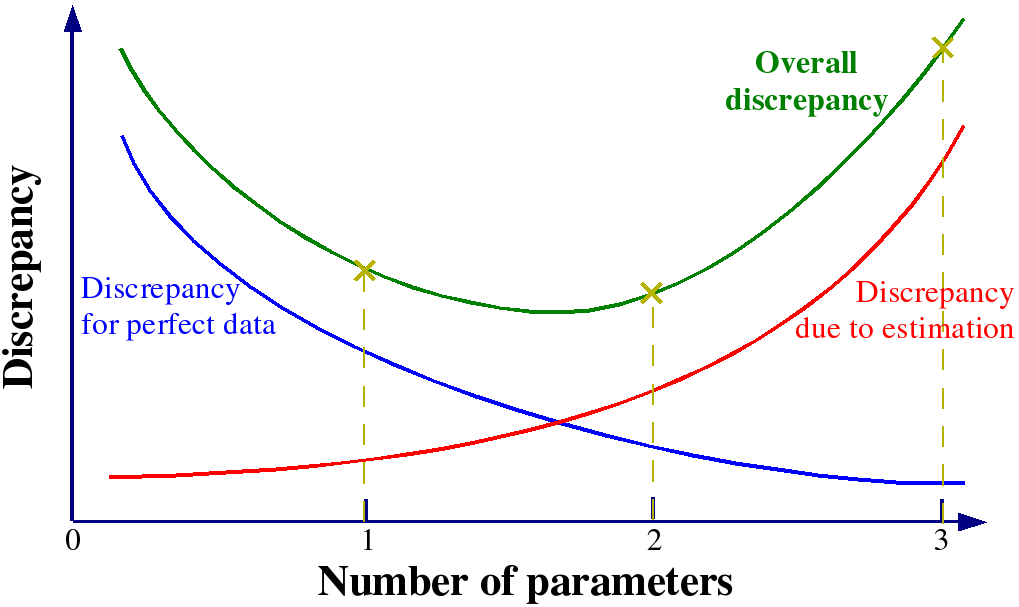 Overall
discrepancy
Discrepancy
Discrepancy
for perfect data
Discrepancy
due to estimation
0
1
2
3
Number of parameters